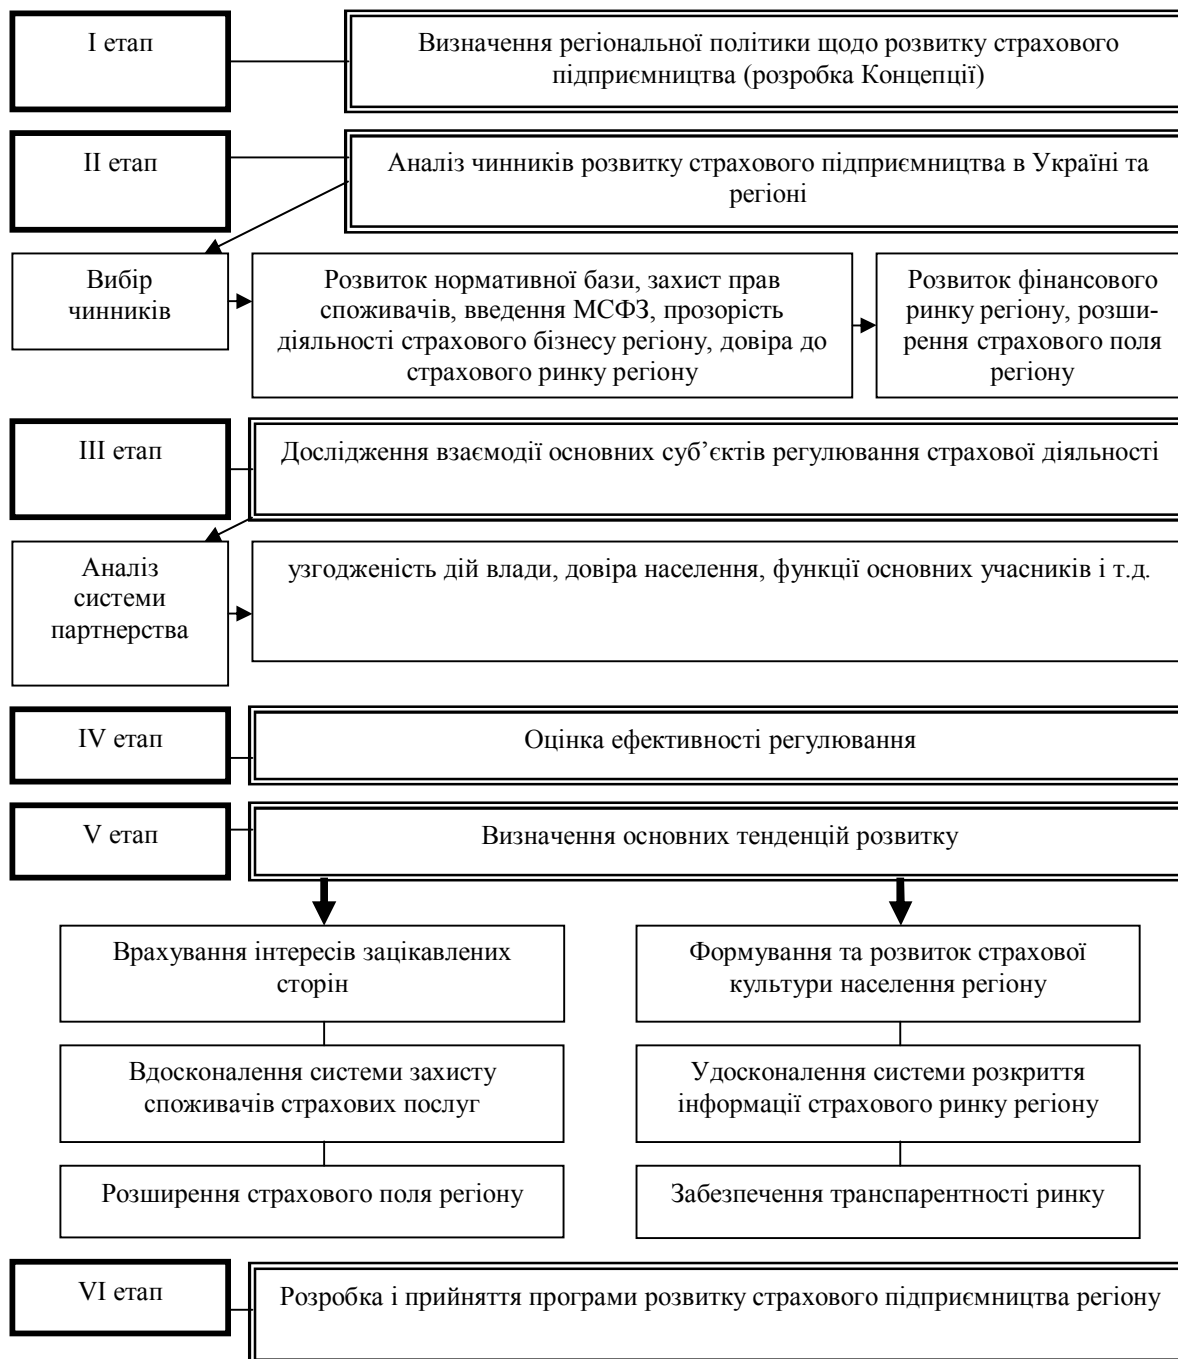 І етап
Визначення регіональної політики щодо розвитку страхового
підприємництва (розробка Концепції)
ІІ етап
Аналіз чинників розвитку страхового підприємництва в Україні та
регіоні
Вибір
чинників
Розвиток нормативної бази, захист прав
споживачів, введення МСФЗ, прозорість
діяльності страхового бізнесу регіону, довіра до
страхового ринку регіону
Розвиток фінансового
ринку регіону, розши-
рення страхового поля
регіону
ІІІ етап
Дослідження взаємодії основних суб’єктів регулювання страхової діяльності
Аналіз
системи
партнерства
узгодженість дій влади, довіра населення, функції основних учасників і т.д.
IV етап
Оцінка ефективності регулювання
V етап
Визначення основних тенденцій розвитку
Врахування інтересів зацікавлених
сторін
Формування та розвиток страхової
культури населення регіону
Вдосконалення системи захисту
споживачів страхових послуг
Удосконалення системи розкриття
інформації страхового ринку регіону
Розширення страхового поля регіону
Забезпечення транспарентності ринку
VI етап
Розробка і прийняття програми розвитку страхового підприємництва регіону